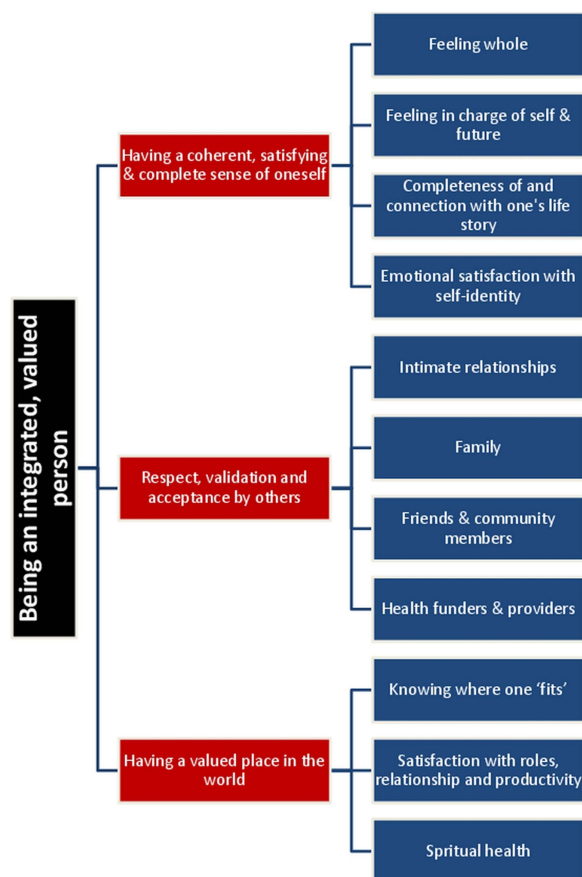 Being an integrated, valued
person
Having a coherent, satisfying
& complete sense of oneself
Feeling whole
Feeling in charge of self &
future
Completeness of and
connection with one's life
story
Emotional satisfaction with
self-identity
Respect, validation and
acceptance by others
Intimate relationships
Family
Friends & community
members
Health funders & providers
Having a valued place in the
world
Knowing where one ‘fits’
Satisfaction with roles,
relationship and productivity
Spritual health